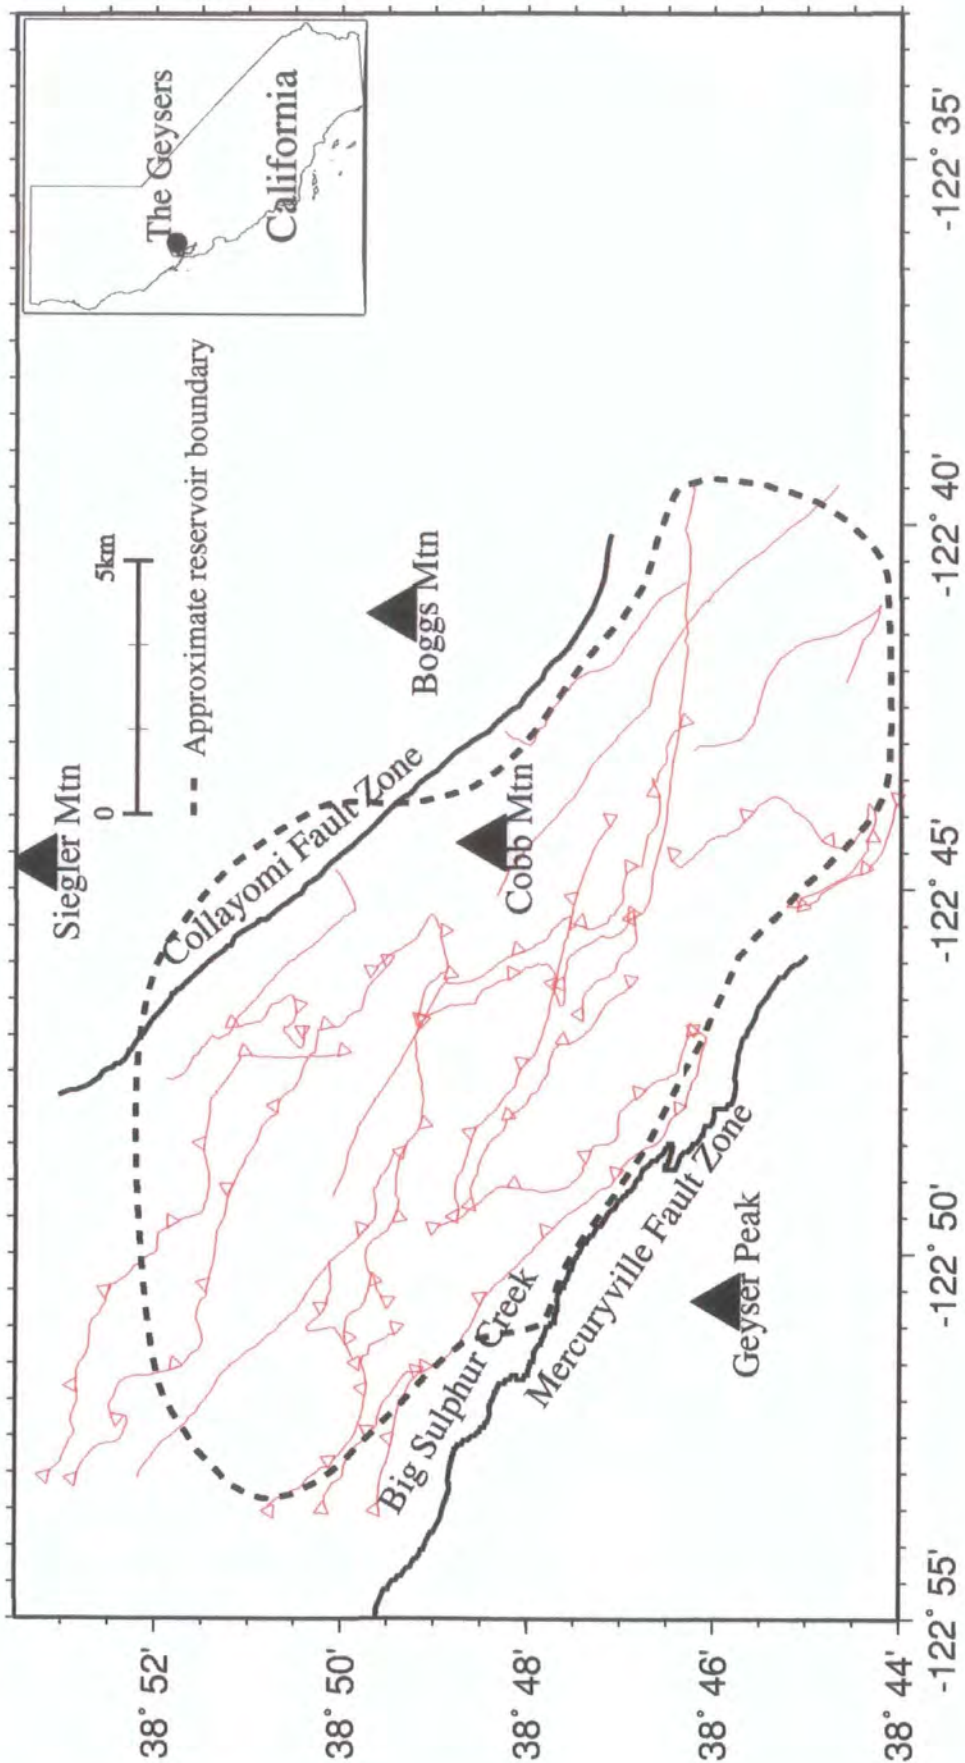 Siegler Mtn
0
5km
Approximate reservoir boundary
The Geysers
California
Collayomi Fault Zone
Boggs Mtn
Cobb Mtn
Big Sulphur Creek
Mercuryville Fault Zone
Geyser Peak
38° 52'
38° 50'
38° 48'
38° 46'
38° 44'
-122° 55'
-122° 50'
-122° 45'
-122° 40'
-122° 35'